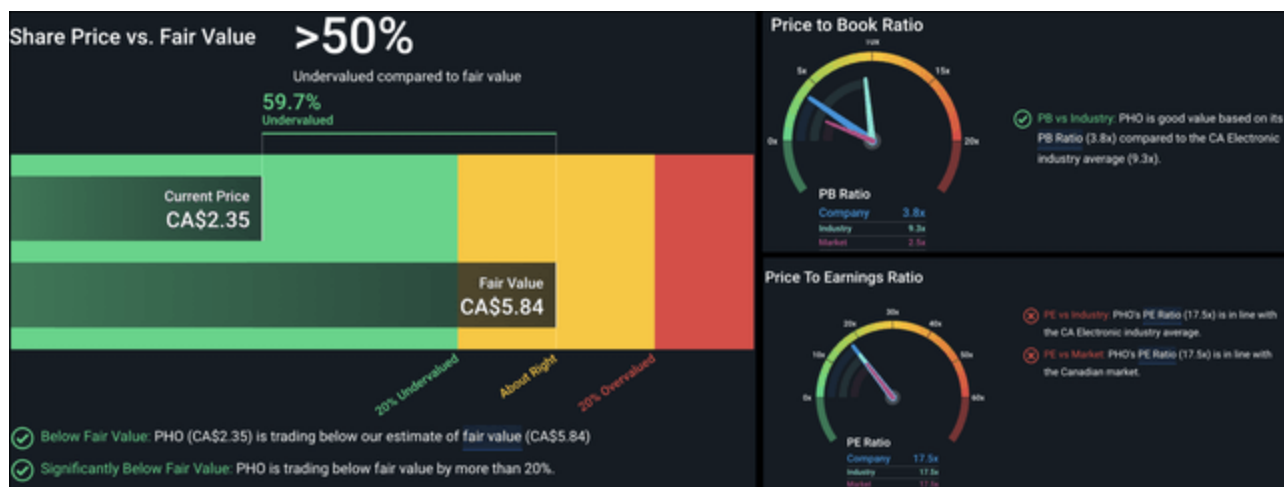 Share Price vs. Fair Value
>50%
Undervalued compared to fair value
59.7%
Undervalued
Current Price
CA$2.35
Fair Value
CA$5.84
20% Undervalued
About Right
20% Overvalued
Below Fair Value: PHO (CA$2.35) is trading below our estimate of fair value (CA$5.84)
Significantly Below Fair Value: PHO is trading below fair value by more than 20%.
Price to Book Ratio
0x
5x
10x
15x
20x
PB Ratio
Company 3.8x
Industry 9.3x
Market 2.5x
PB vs Industry: PHO is good value based on its
PB Ratio (3.8x) compared to the CA Electronic
industry average (9.3x).
Price To Earnings Ratio
0x
10x
20x
30x
40x
50x
60x
PE Ratio
Company 17.5x
Industry 17.5x
Market 17.5x
PE vs Industry: PHO's PE Ratio (17.5x) is in line with
the CA Electronic industry average.
PE vs Market: PHO's PE Ratio (17.5x) is in line with
the Canadian market.